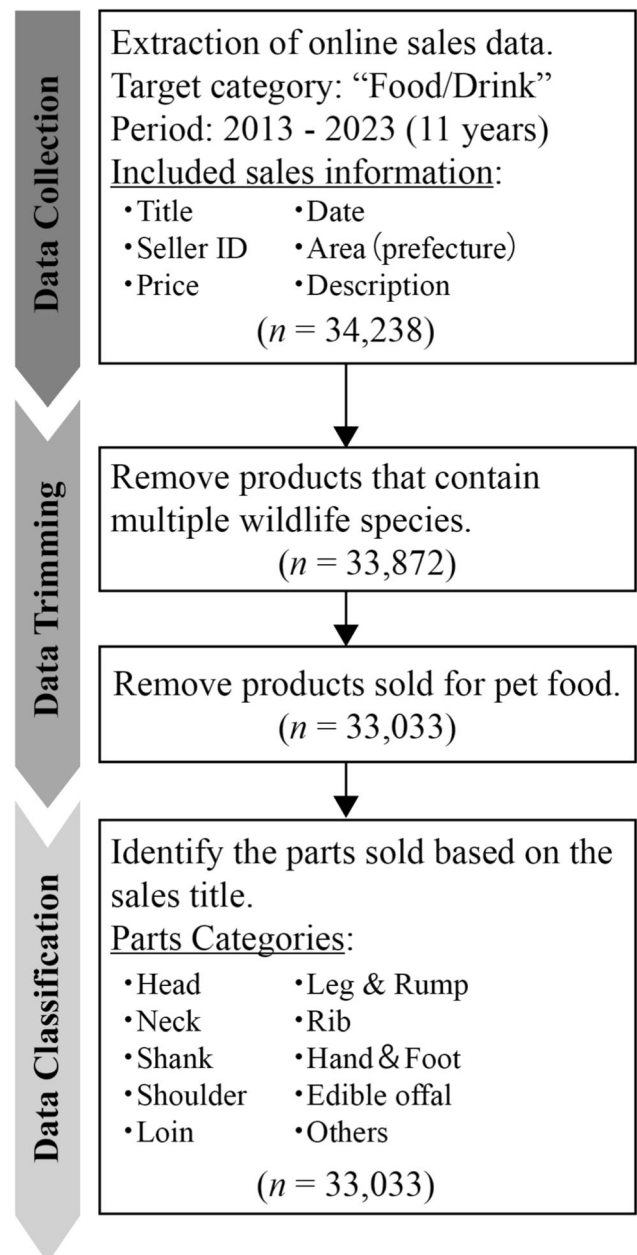 Data Collection
Extraction of online sales data.
Target category: “Food/Drink”
Period: 2013 - 2023 (11 years)
Included sales information:
・Title ・Date
・Seller ID ・Area (prefecture)
・Price ・Description
(n = 34,238)
Data Trimming
Remove products that contain
multiple wildlife species.
(n = 33,872)
Remove products sold for pet food.
(n = 33,033)
Data Classification
Identify the parts sold based on the
sales title.
Parts Categories:
・Head ・Leg & Rump
・Neck ・Rib
・Shank ・Hand＆Foot
・Shoulder ・Edible offal
・Loin ・Others
(n = 33,033)